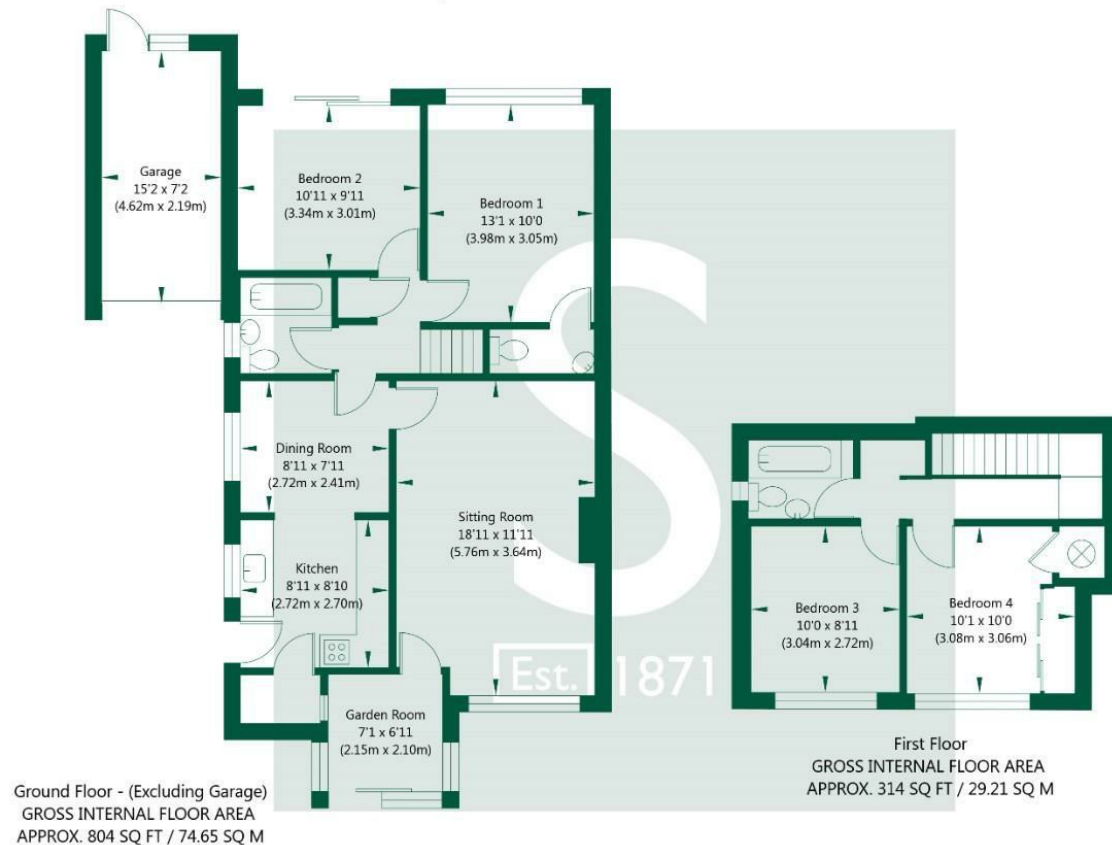 Garage
15'2 x 7'2
(4.62m x 2.19m)
Bedroom 2
10'11 x 9'11
(3.34m x 3.01m)
Bedroom 1
13'1 x 10'0
(3.98m x 3.05m)
Dining Room
8'11 x 7'11
(2.72m x 2.41m)
Sitting Room
18'11 x 11'11
(5.76m x 3.64m)
Kitchen
8'11 x 8'10
(2.72m x 2.70m)
Garden Room
7'1 x 6'11
(2.15m x 2.10m)
S
Est. 1871
Bedroom 3
10'0 x 8'11
(3.04m x 2.72m)
Bedroom 4
10'1 x 10'0
(3.08m x 3.06m)
First Floor
GROSS INTERNAL FLOOR AREA
APPROX. 314 SQ FT / 29.21 SQ M
Ground Floor - (Excluding Garage)
GROSS INTERNAL FLOOR AREA
APPROX. 804 SQ FT / 74.65 SQ M